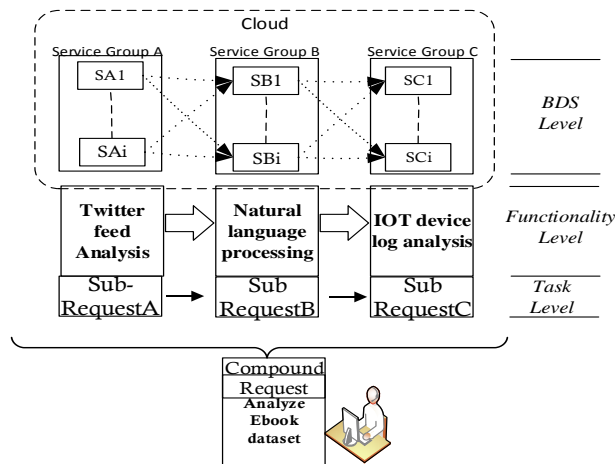 Cloud
Service Group A
Service Group B
Service Group C
SA1
SB1
SC1
SAi
SBi
SCi
BDS
Level
Twitter
feed
Analysis
Natural
language
processing
IOT device
log analysis
Functionality
Level
Sub-
RequestA
Sub
RequestB
Sub
RequestC
Task
Level
Compound
Request
Analyze
Ebook
dataset